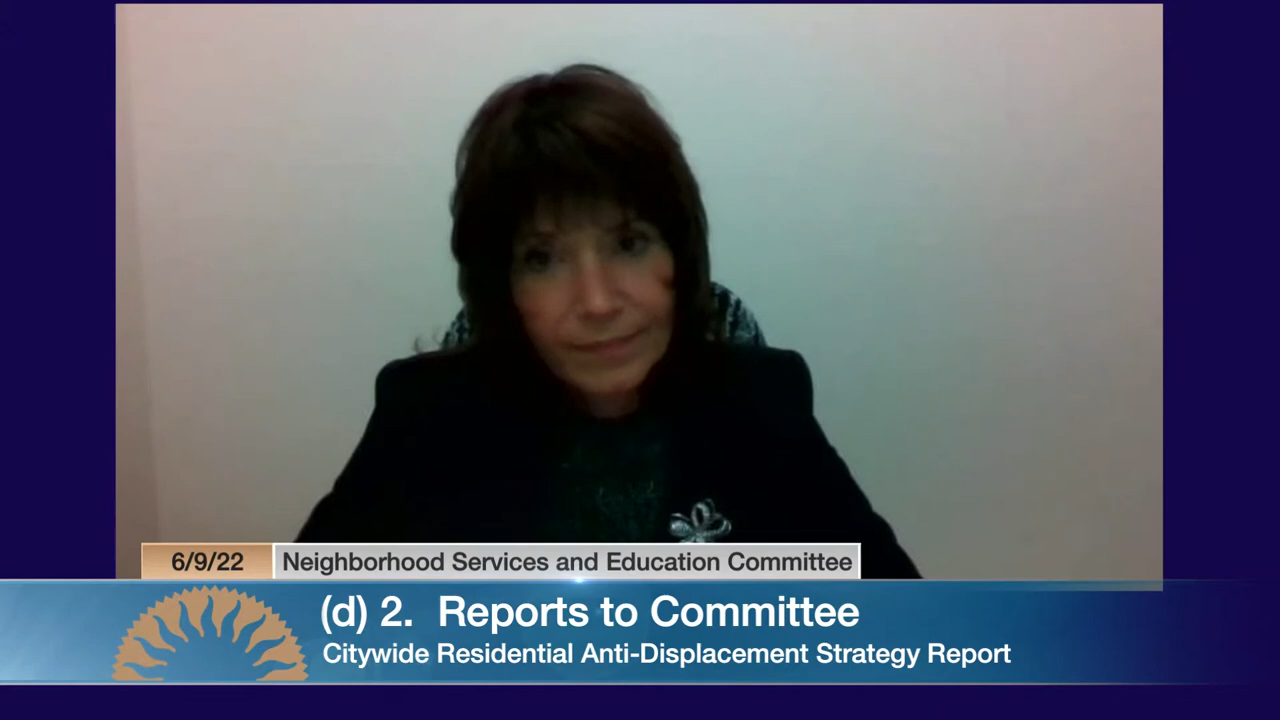 6/9/22
Neighborhood Services and Education Committee
(d) 2. Reports to Committee
Citywide Residential Anti-Displacement Strategy Report